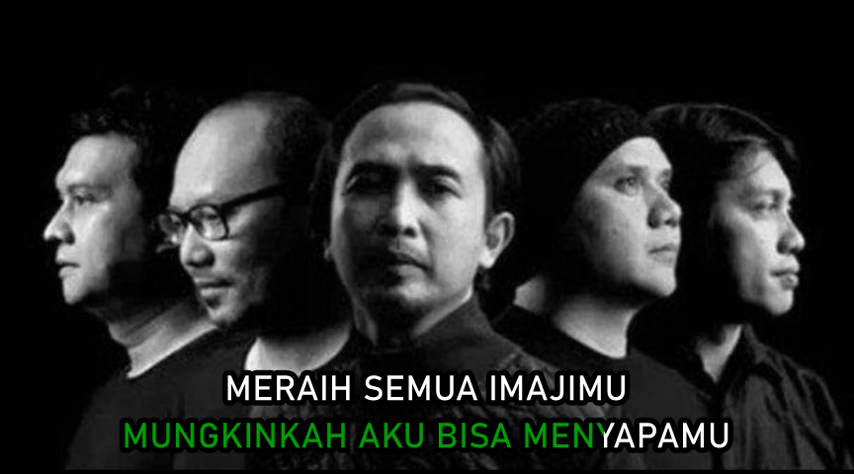 MERAIH SEMUA IMAJIMU
MUNGKINKAH AKU BISA MENYAPAMU